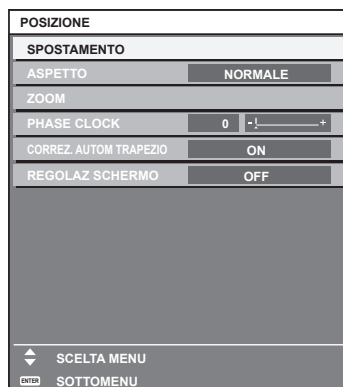 POSIZIONE
SPOSTAMENTO
ASPETTO NORMALE
ZOOM
PHASE CLOCK 0 - +
CORREZ. AUTOM TRAPEZIO ON
REGOLAZ SCHERMO OFF
SCELTA MENU
ENTER SOTTOMENU